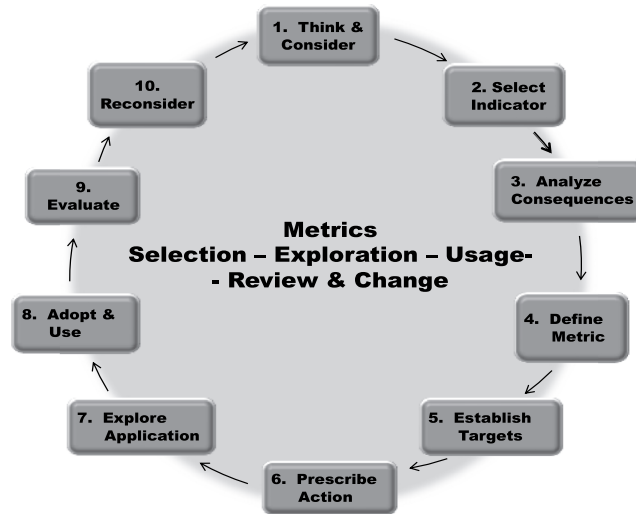 1. Think &
Consider
2. Select
Indicator
3. Analyze
Consequences
4. Define
Metric
5. Establish
Targets
6. Prescribe
Action
7. Explore
Application
8. Adopt &
Use
9.
Evaluate
10.
Reconsider
Metrics
Selection – Exploration – Usage-
- Review & Change